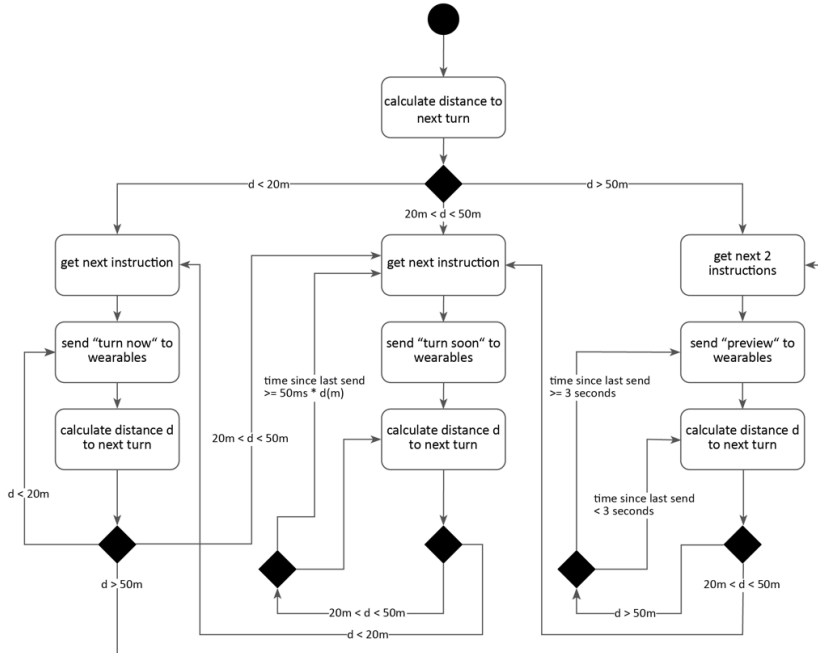 calculate distance to
next turn
d < 20m
20m < d < 50m
d > 50m
get next instruction
get next instruction
get next 2
instructions
send “turn now“ to
wearables
send “turn soon“ to
wearables
send “preview“ to
wearables
time since last send
>= 50ms * d(m)
time since last send
>= 3 seconds
calculate distance d
to next turn
calculate distance d
to next turn
calculate distance d
to next turn
20m < d < 50m
d < 20m
time since last send
< 3 seconds
d > 50m
20m < d < 50m
20m < d < 50m
d > 50m
d < 20m